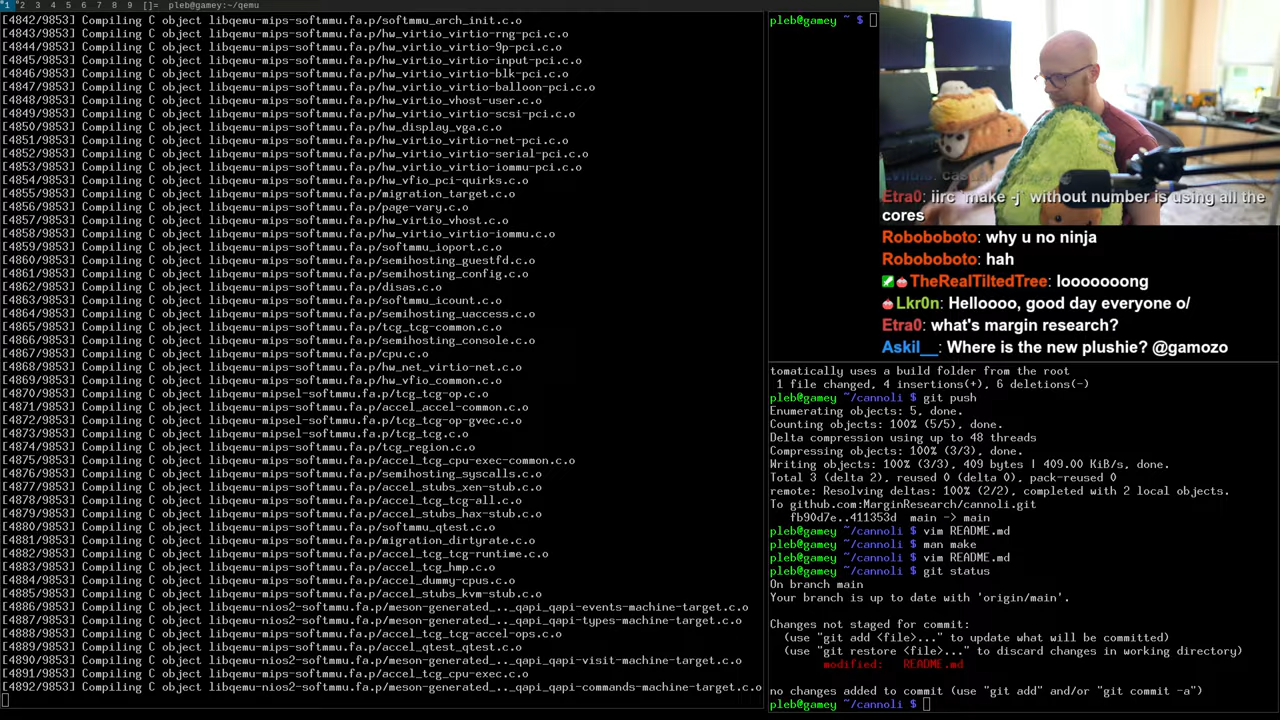 1 2 3 4 5 6 7 8 9 []= pleb@gamey:~/qemu
[4842/9853] Compiling C object libqemu-mips-softmmu.fa.p/softmmu_arch_init.c.o
[4843/9853] Compiling C object libqemu-mips-softmmu.fa.p/hw_virtio_virtio-rng-pci.c.o
[4844/9853] Compiling C object libqemu-mips-softmmu.fa.p/hw_virtio_virtio-9p-pci.c.o
[4845/9853] Compiling C object libqemu-mips-softmmu.fa.p/hw_virtio_virtio-input-pci.c.o
[4846/9853] Compiling C object libqemu-mips-softmmu.fa.p/hw_virtio_virtio-blk-pci.c.o
[4847/9853] Compiling C object libqemu-mips-softmmu.fa.p/hw_virtio_virtio-balloon-pci.c.o
[4848/9853] Compiling C object libqemu-mips-softmmu.fa.p/hw_virtio_vhost-user.c.o
[4849/9853] Compiling C object libqemu-mips-softmmu.fa.p/hw_virtio_virtio-scsi-pci.c.o
[4850/9853] Compiling C object libqemu-mips-softmmu.fa.p/hw_display_vga.c.o
[4851/9853] Compiling C object libqemu-mips-softmmu.fa.p/hw_virtio_virtio-net-pci.c.o
[4852/9853] Compiling C object libqemu-mips-softmmu.fa.p/hw_virtio_virtio-serial-pci.c.o
[4853/9853] Compiling C object libqemu-mips-softmmu.fa.p/hw_virtio_virtio-iommu-pci.c.o
[4854/9853] Compiling C object libqemu-mips-softmmu.fa.p/hw_vfio_pci-quirks.c.o
[4855/9853] Compiling C object libqemu-mips-softmmu.fa.p/migration_target.c.o
[4856/9853] Compiling C object libqemu-mips-softmmu.fa.p/page-vary.c.o
[4857/9853] Compiling C object libqemu-mips-softmmu.fa.p/hw_virtio_vhost.c.o
[4858/9853] Compiling C object libqemu-mips-softmmu.fa.p/hw_virtio_virtio-iommu.c.o
[4859/9853] Compiling C object libqemu-mips-softmmu.fa.p/softmmu_ioport.c.o
[4860/9853] Compiling C object libqemu-mips-softmmu.fa.p/semihosting_guestfd.c.o
[4861/9853] Compiling C object libqemu-mips-softmmu.fa.p/semihosting_config.c.o
[4862/9853] Compiling C object libqemu-mips-softmmu.fa.p/disas.c.o
[4863/9853] Compiling C object libqemu-mips-softmmu.fa.p/softmmu_icount.c.o
[4864/9853] Compiling C object libqemu-mips-softmmu.fa.p/semihosting_uaccess.c.o
[4865/9853] Compiling C object libqemu-mips-softmmu.fa.p/tcg_tcg-common.c.o
[4866/9853] Compiling C object libqemu-mips-softmmu.fa.p/semihosting_console.c.o
[4867/9853] Compiling C object libqemu-mips-softmmu.fa.p/cpu.c.o
[4868/9853] Compiling C object libqemu-mips-softmmu.fa.p/hw_net_virtio-net.c.o
[4869/9853] Compiling C object libqemu-mips-softmmu.fa.p/hw_vfio_common.c.o
[4870/9853] Compiling C object libqemu-mipsel-softmmu.fa.p/tcg_tcg-op.c.o
[4871/9853] Compiling C object libqemu-mips-softmmu.fa.p/accel_accel-common.c.o
[4872/9853] Compiling C object libqemu-mipsel-softmmu.fa.p/tcg_tcg-op-gvec.c.o
[4873/9853] Compiling C object libqemu-mipsel-softmmu.fa.p/tcg_tcg.c.o
[4874/9853] Compiling C object libqemu-mips-softmmu.fa.p/tcg_region.c.o
[4875/9853] Compiling C object libqemu-mips-softmmu.fa.p/accel_tcg_cpu-exec-common.c.o
[4876/9853] Compiling C object libqemu-mips-softmmu.fa.p/semihosting_syscalls.c.o
[4877/9853] Compiling C object libqemu-mips-softmmu.fa.p/accel_stubs_xen-stub.c.o
[4878/9853] Compiling C object libqemu-mips-softmmu.fa.p/accel_tcg_tcg-all.c.o
[4879/9853] Compiling C object libqemu-mips-softmmu.fa.p/accel_stubs_hax-stub.c.o
[4880/9853] Compiling C object libqemu-mips-softmmu.fa.p/softmmu_qtest.c.o
[4881/9853] Compiling C object libqemu-mips-softmmu.fa.p/migration_dirtyrate.c.o
[4882/9853] Compiling C object libqemu-mips-softmmu.fa.p/accel_tcg_tcg-runtime.c.o
[4883/9853] Compiling C object libqemu-mips-softmmu.fa.p/accel_tcg_hmp.c.o
[4884/9853] Compiling C object libqemu-mips-softmmu.fa.p/accel_dummy-cpus.c.o
[4885/9853] Compiling C object libqemu-mips-softmmu.fa.p/accel_stubs_kvm-stub.c.o
[4886/9853] Compiling C object libqemu-nios2-softmmu.fa.p/meson-generated_.._qapi_qapi-events-machine-target.c.o
[4887/9853] Compiling C object libqemu-nios2-softmmu.fa.p/meson-generated_.._qapi_qapi-types-machine-target.c.o
[4888/9853] Compiling C object libqemu-mips-softmmu.fa.p/accel_tcg_tcg-accel-ops.c.o
[4889/9853] Compiling C object libqemu-mips-softmmu.fa.p/accel_qtest_qtest.c.o
[4890/9853] Compiling C object libqemu-nios2-softmmu.fa.p/meson-generated_.._qapi_qapi-visit-machine-target.c.o
[4891/9853] Compiling C object libqemu-mips-softmmu.fa.p/accel_tcg_cpu-exec.c.o
[4892/9853] Compiling C object libqemu-nios2-softmmu.fa.p/meson-generated_.._qapi_qapi-commands-machine-target.c.o
pleb@gamey ~ $
Etra0: iirc `make -j` without number is using all the
cores
Roboboboto: why u no ninja
Roboboboto: hah
TheRealTiltedTree: looooooong
Lkr0n: Helloooo, good day everyone o/
Etra0: what's margin research?
Askil__: Where is the new plushie? @gamozo
tomatically uses a build folder from the root
1 file changed, 4 insertions(+), 6 deletions(-)
pleb@gamey ~/cannoli $ git push
Enumerating objects: 5, done.
Counting objects: 100% (5/5), done.
Delta compression using up to 48 threads
Compressing objects: 100% (3/3), done.
Writing objects: 100% (3/3), 409 bytes | 409.00 KiB/s, done.
Total 3 (delta 2), reused 0 (delta 0), pack-reused 0
remote: Resolving deltas: 100% (2/2), completed with 2 local objects.
To github.com:MarginResearch/cannoli.git
fb90d7e..411353d main -> main
pleb@gamey ~/cannoli $ vim README.md
pleb@gamey ~/cannoli $ man make
pleb@gamey ~/cannoli $ vim README.md
pleb@gamey ~/cannoli $ git status
On branch main
Your branch is up to date with 'origin/main'.
Changes not staged for commit:
(use "git add <file>..." to update what will be committed)
(use "git restore <file>..." to discard changes in working directory)
modified: README.md
no changes added to commit (use "git add" and/or "git commit -a")
pleb@gamey ~/cannoli $